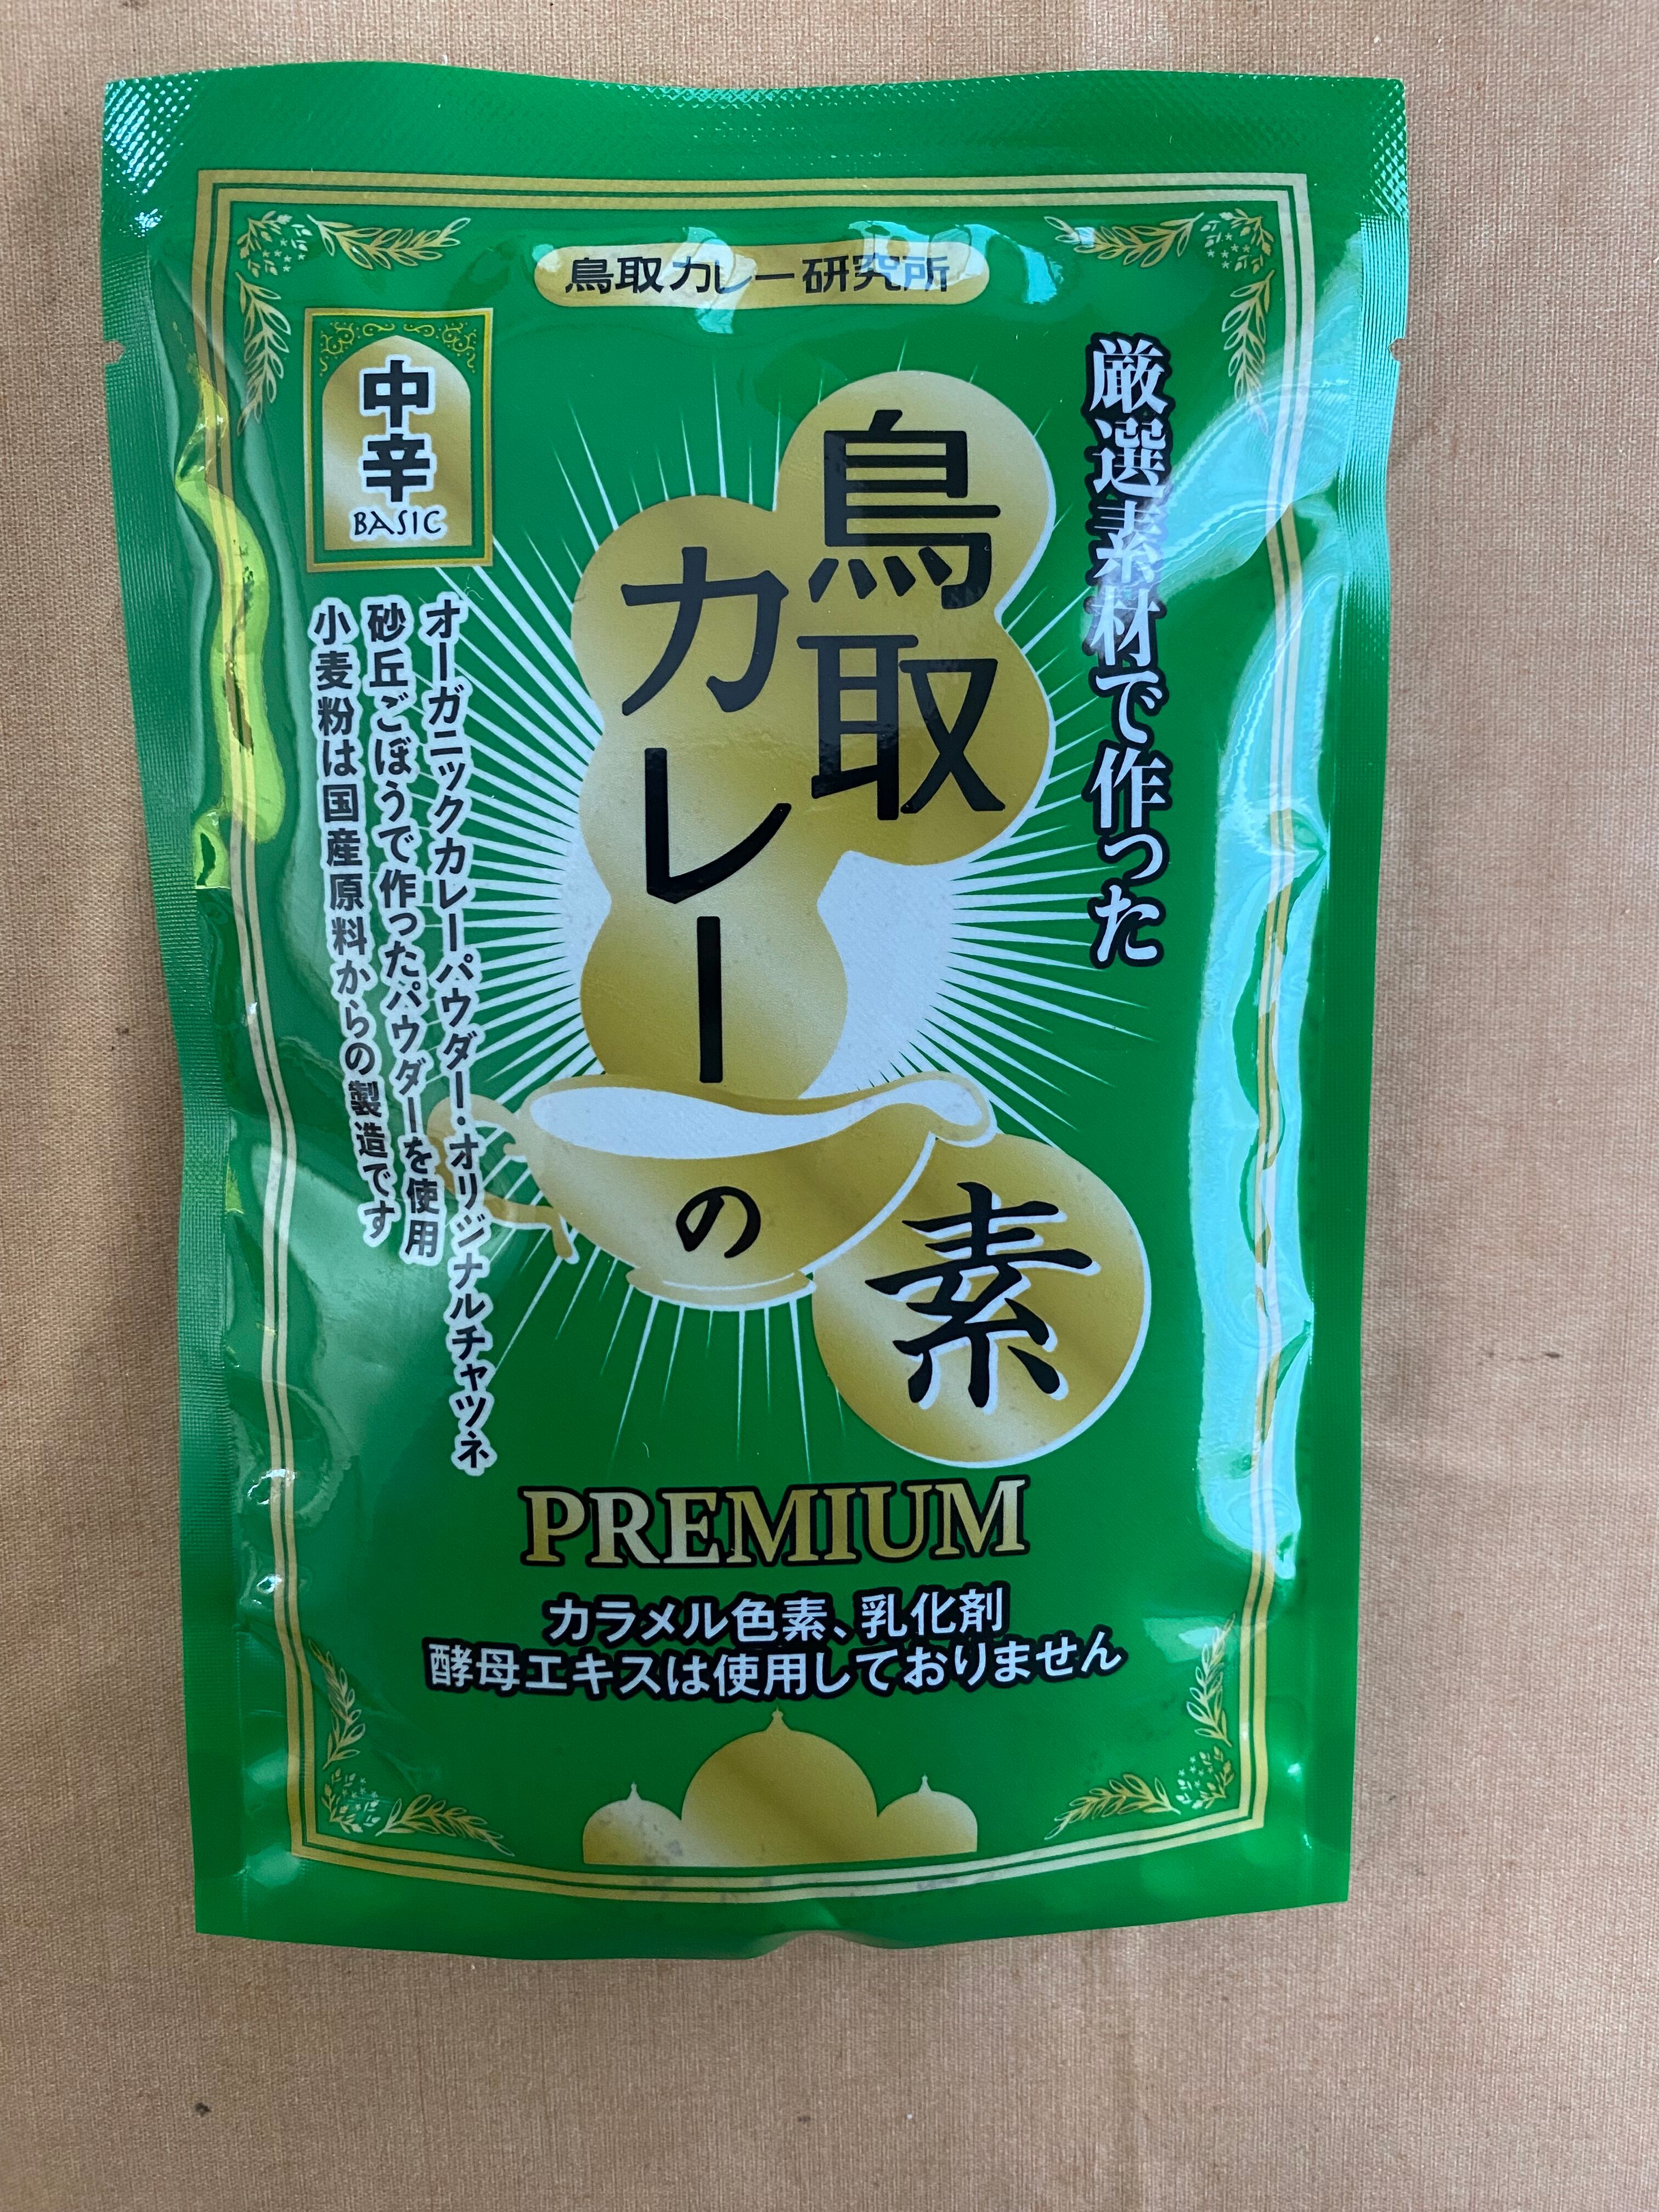 鳥取カレー研究所
中辛
BASIC
厳選素材で作った
鳥取
カレーの
素
オーガニックカレーパウダー・オリジナルチャツネ
砂丘ごぼうで作ったパウダーを使用
小麦粉は国産原料からの製造です
PREMIUM
カラメル色素、乳化剤
酵母エキスは使用しておりません